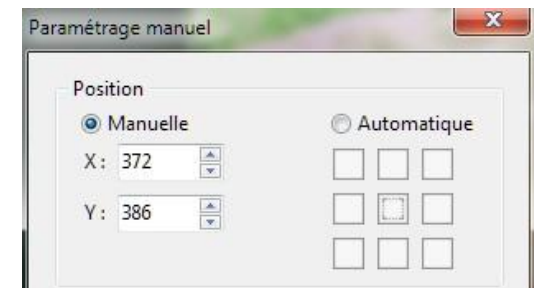 Paramétrage manuel
Position
Manuelle
Automatique
X: 372
Y: 386